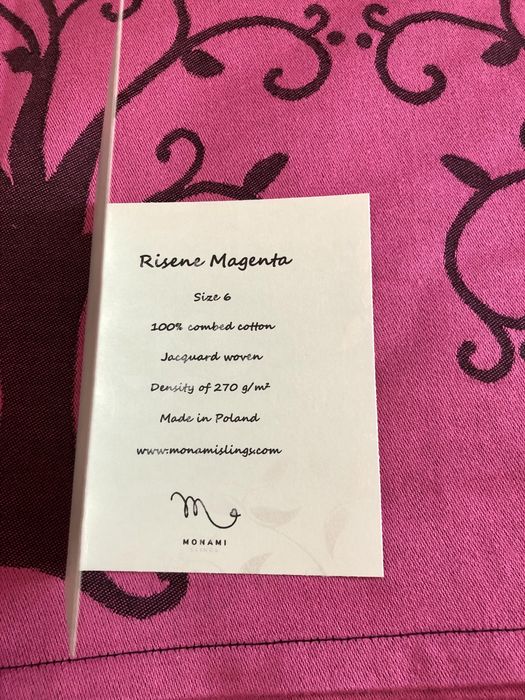 Risene Magenta
Size 6
100% combed cotton
Jacquard woven
Density of 270 g/m²
Made in Poland
www.monamislings.com
MONAMI
SLINGS